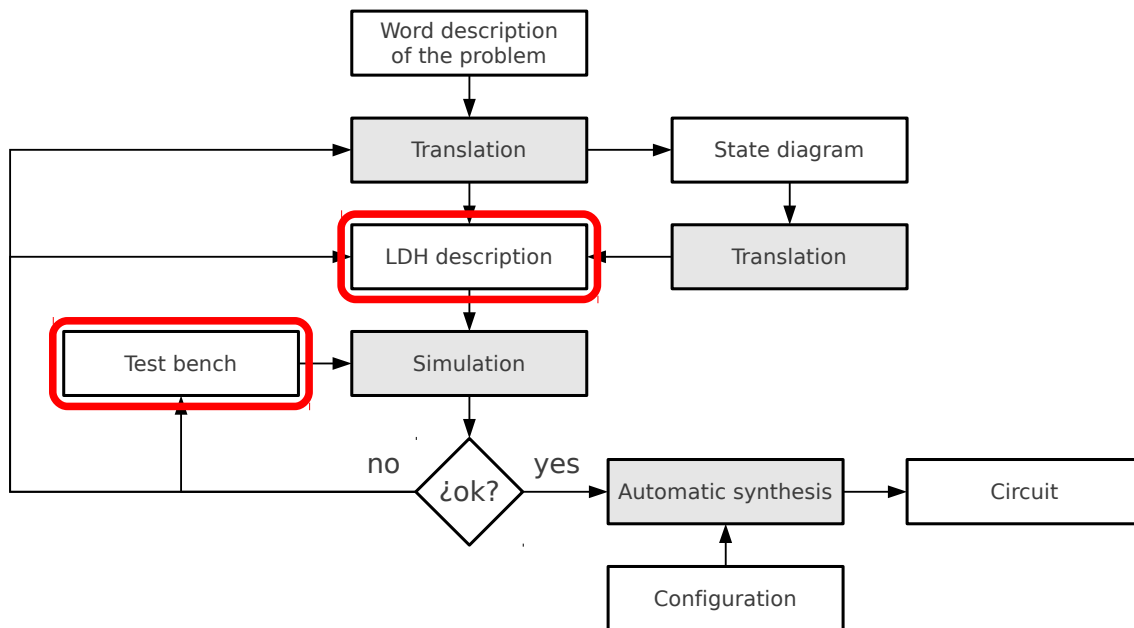 Word description
of the problem
Translation
State diagram
LDH description
Translation
Test bench
Simulation
no
yes
¿ok?
Automatic synthesis
Circuit
Configuration